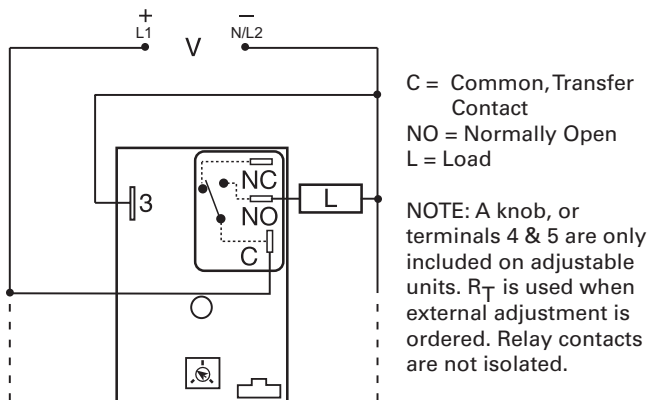 + −
L1 V N/L2
C = Common, Transfer
Contact
NO = Normally Open
L = Load
NC
L
3
NO
C
NOTE: A knob, or
terminals 4 & 5 are only
included on adjustable
units. RT is used when
external adjustment is
ordered. Relay contacts
are not isolated.